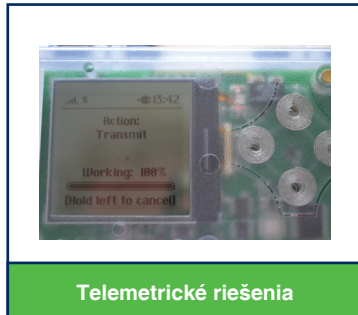 13:42
Action:
Transmit
Working: 100%
(Hold left to cancel)
Telemetrické riešenia